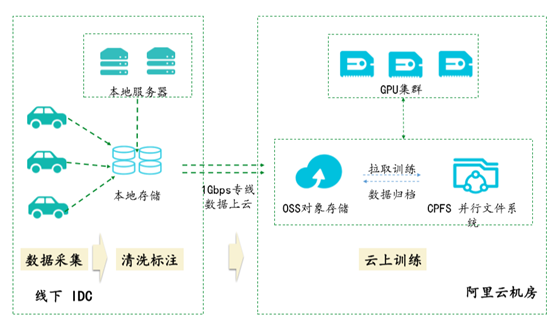 本地服务器
GPU集群
本地存储
1Gbps专线
数据上云
OSS对象存储
拉取训练
数据归档
CPFS 并行文件系
统
数据采集
清洗标注
云上训练
线下 IDC
阿里云机房